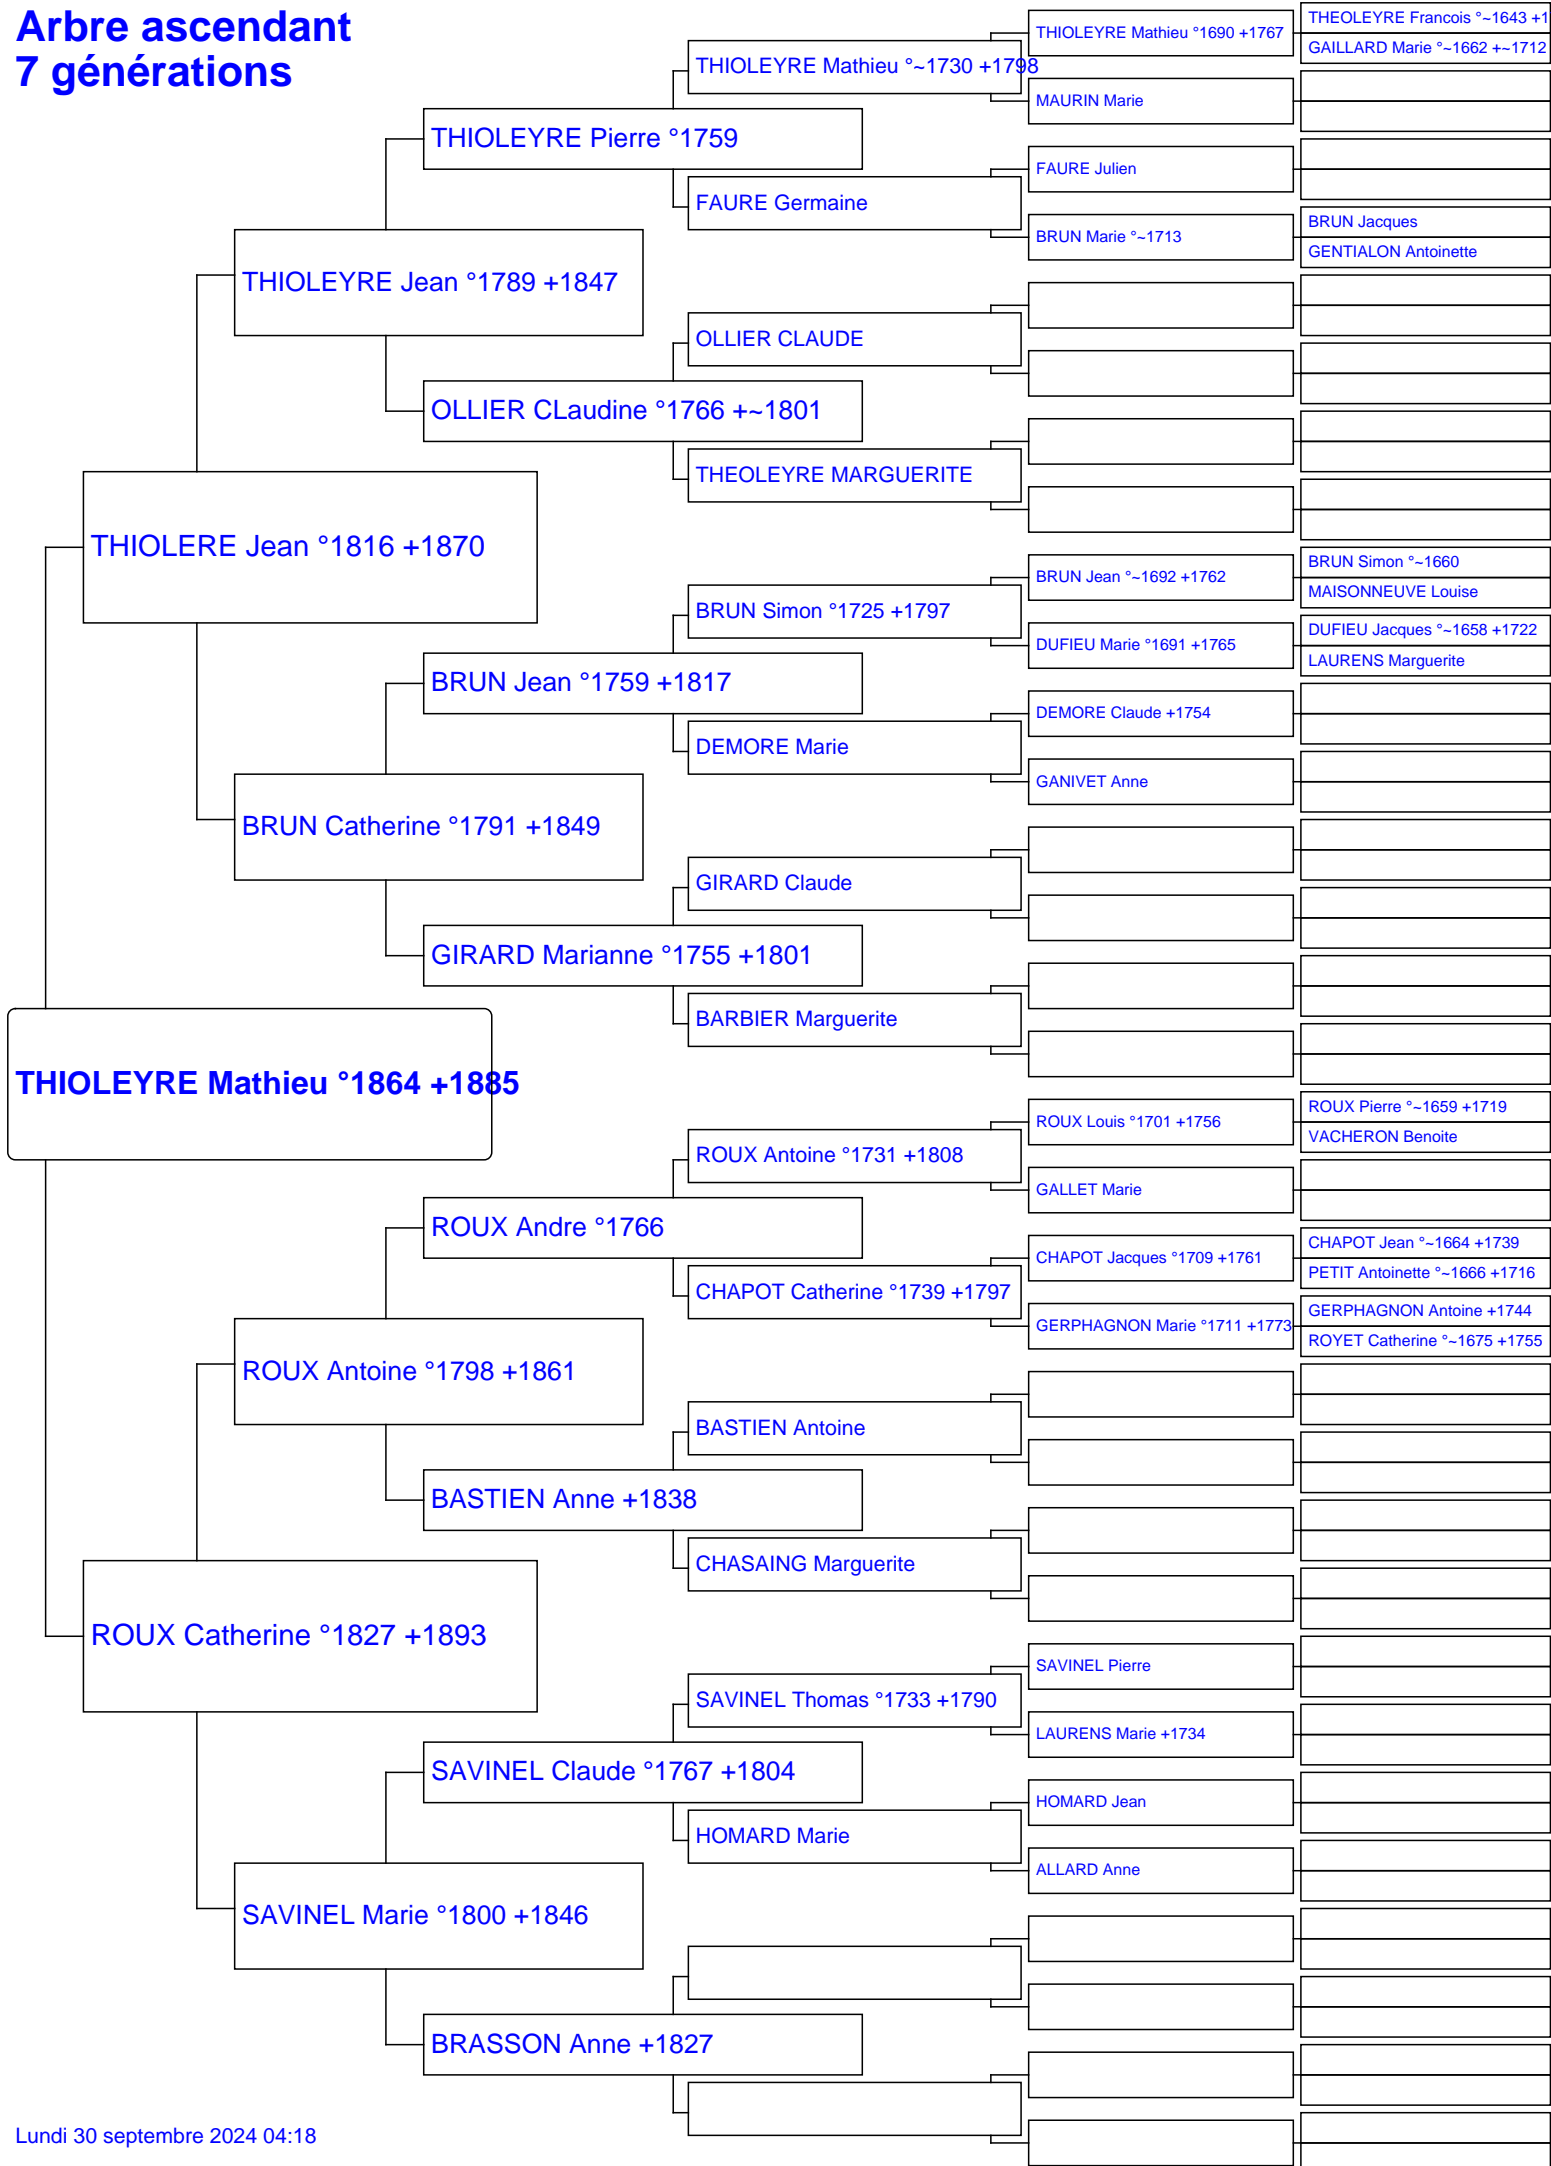 Arbre ascendant
7 générations
THIOLEYRE Mathieu °1864 +1885
THIOLERE Jean °1816 +1870
ROUX Catherine °1827 +1893
THIOLEYRE Jean °1789 +1847
BRUN Catherine °1791 +1849
ROUX Antoine °1798 +1861
SAVINEL Marie °1800 +1846
THIOLEYRE Pierre °1759
OLLIER CLaudine °1766 +~1801
BRUN Jean °1759 +1817
GIRARD Marianne °1755 +1801
ROUX Andre °1766
BASTIEN Anne +1838
SAVINEL Claude °1767 +1804
BRASSON Anne +1827
THIOLEYRE Mathieu °~1730 +1798
FAURE Germaine
OLLIER CLAUDE
THEOLEYRE MARGUERITE
BRUN Simon °1725 +1797
DEMORE Marie
GIRARD Claude
BARBIER Marguerite
ROUX Antoine °1731 +1808
CHAPOT Catherine °1739 +1797
BASTIEN Antoine
CHASAING Marguerite
SAVINEL Thomas °1733 +1790
HOMARD Marie
THIOLEYRE Mathieu °1690 +1767
MAURIN Marie
FAURE Julien
BRUN Marie °~1713
BRUN Jean °~1692 +1762
DUFIEU Marie °1691 +1765
DEMORE Claude +1754
GANIVET Anne
ROUX Louis °1701 +1756
GALLET Marie
CHAPOT Jacques °1709 +1761
GERPHAGNON Marie °1711 +1773
SAVINEL Pierre
LAURENS Marie +1734
HOMARD Jean
ALLARD Anne
THEOLEYRE Francois °~1643 +1
GAILLARD Marie °~1662 +~1712
BRUN Jacques
GENTIALON Antoinette
BRUN Simon °~1660
MAISONNEUVE Louise
DUFIEU Jacques °~1658 +1722
LAURENS Marguerite
ROUX Pierre °~1659 +1719
VACHERON Benoite
CHAPOT Jean °~1664 +1739
PETIT Antoinette °~1666 +1716
GERPHAGNON Antoine +1744
ROYET Catherine °~1675 +1755
Lundi 30 septembre 2024 04:18